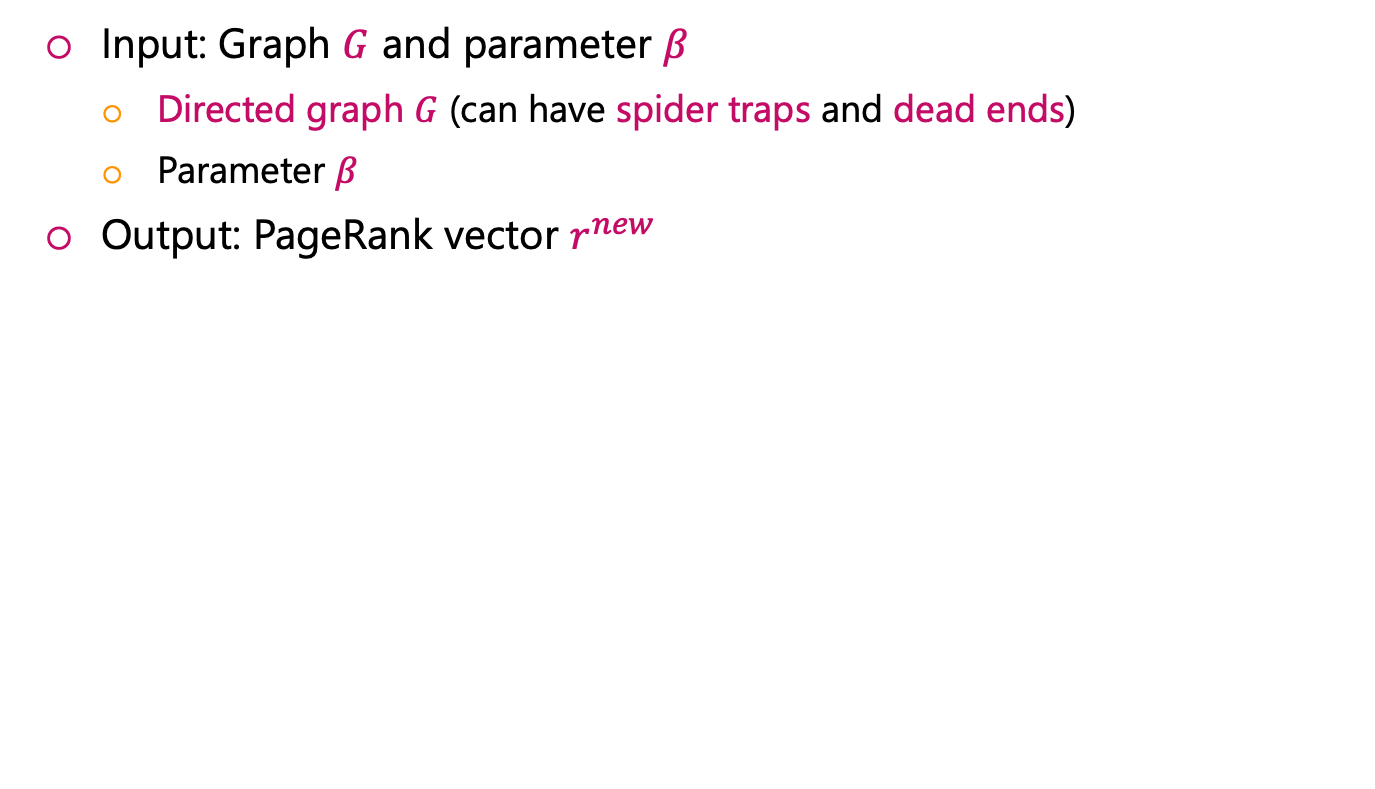 Input: Graph G and parameter β
Directed graph G (can have spider traps and dead ends)
Parameter β
Output: PageRank vector r^new